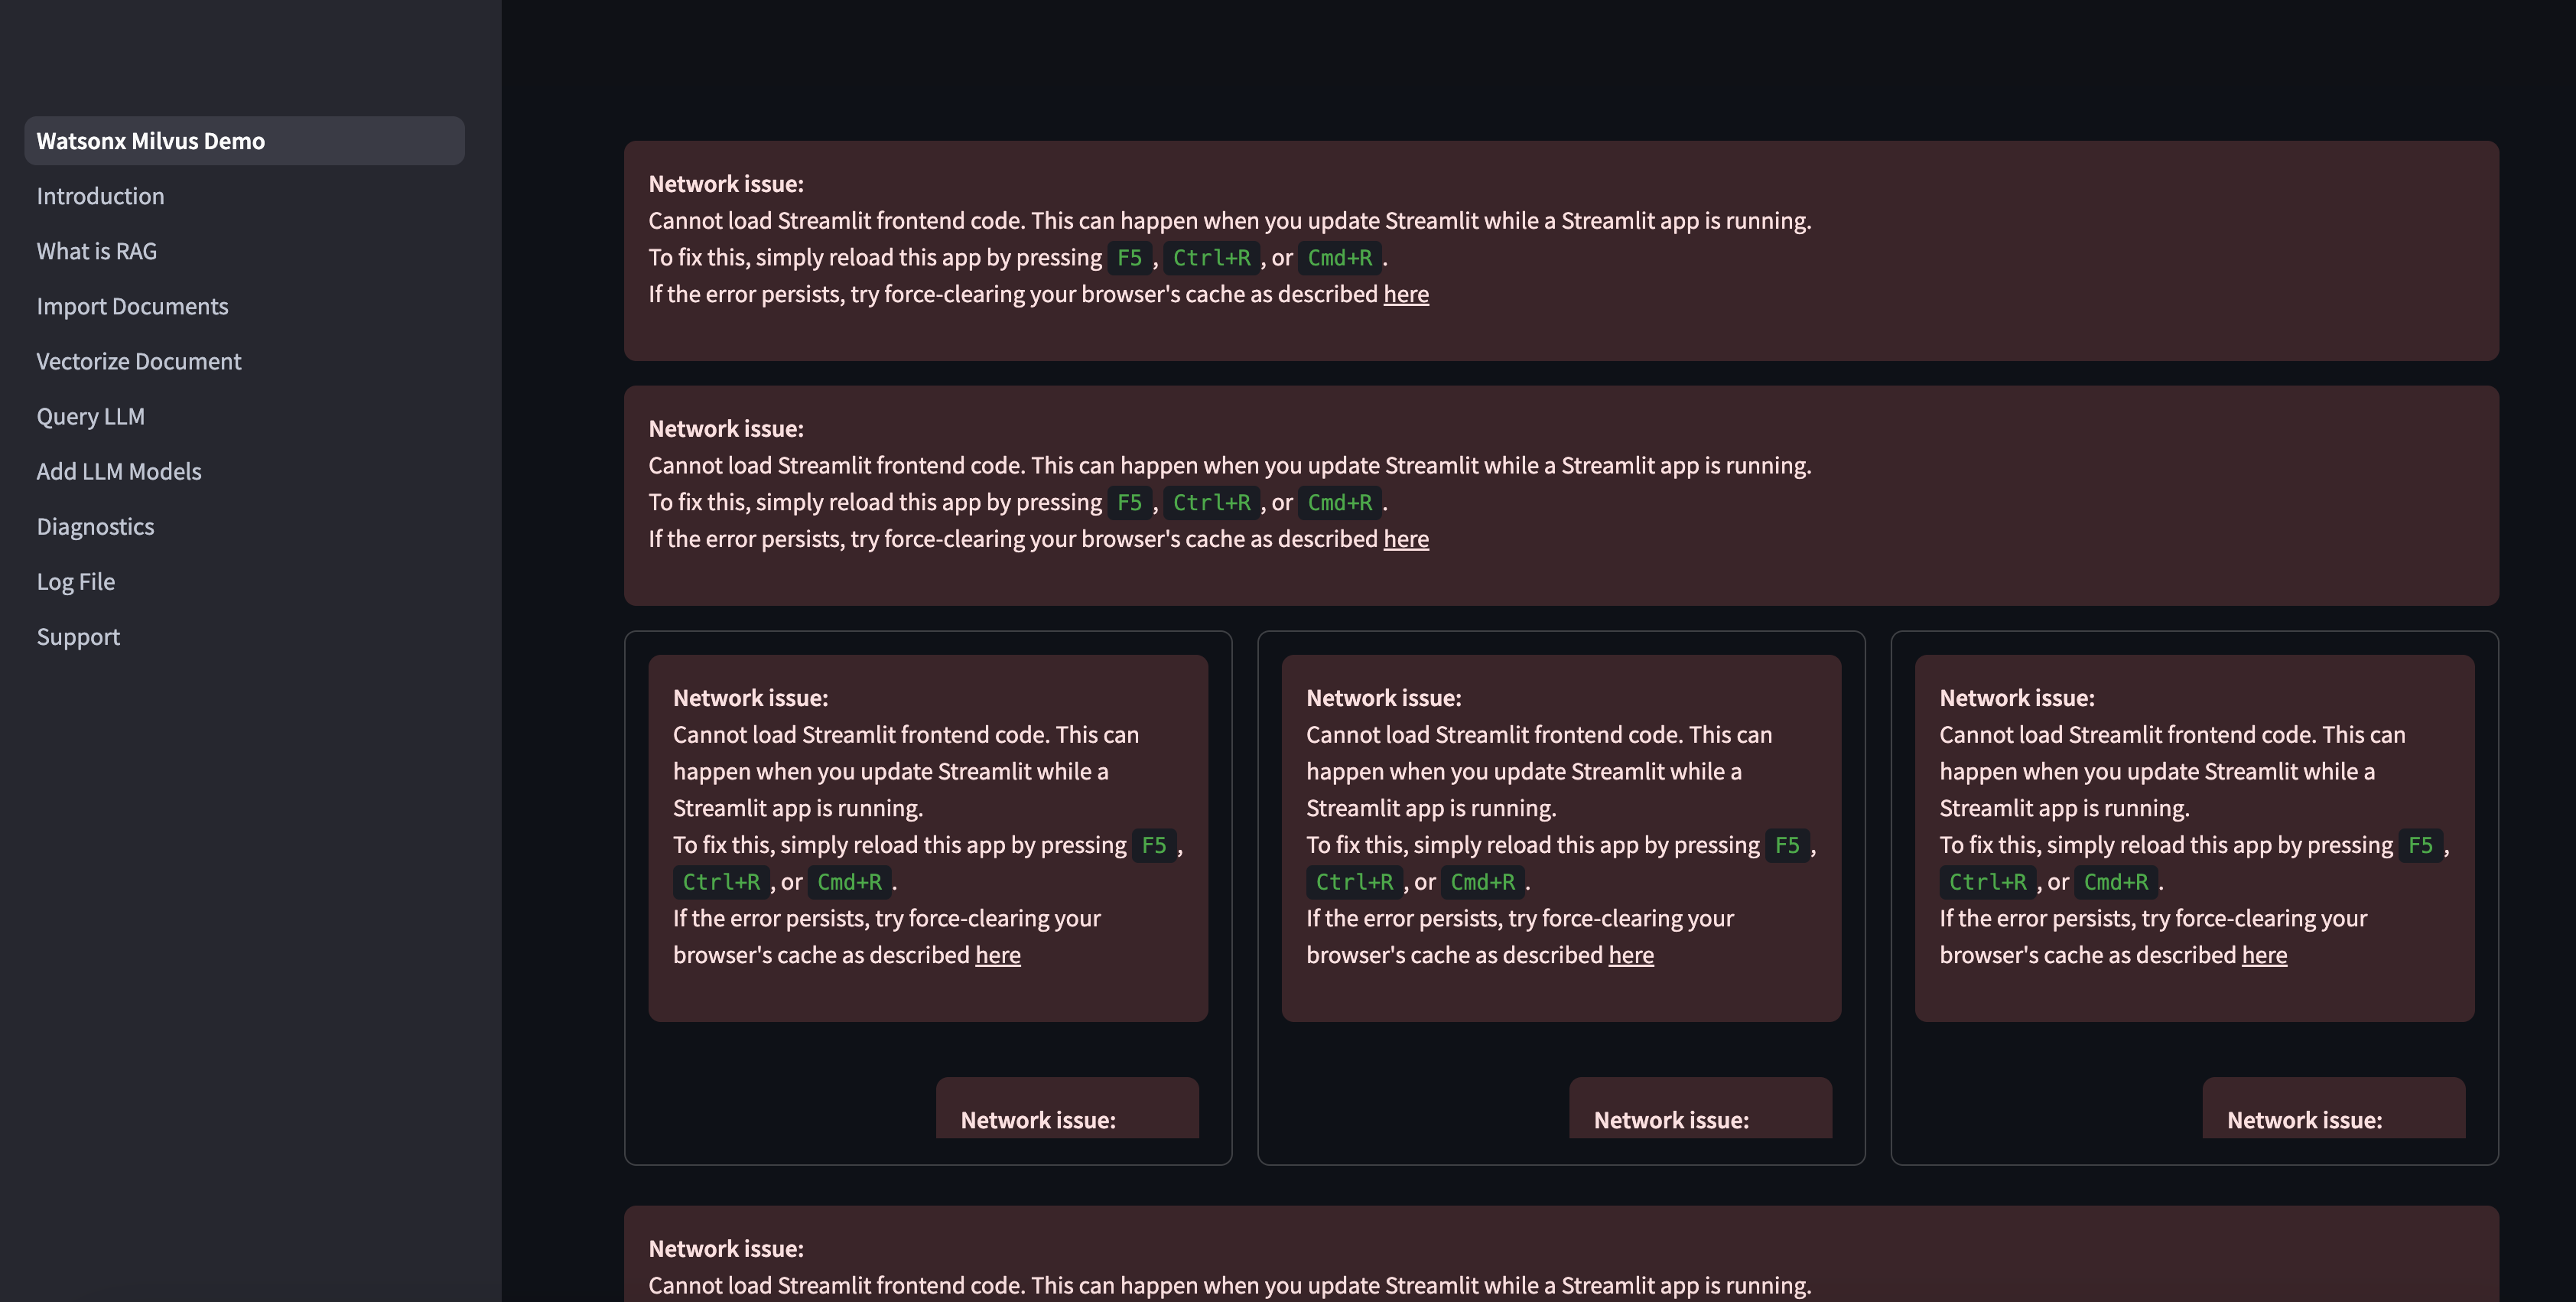 Watsonx Milvus Demo
Introduction
What is RAG
Import Documents
Vectorize Document
Query LLM
Add LLM Models
Diagnostics
Log File
Support
Network issue:
Cannot load Streamlit frontend code. This can happen when you update Streamlit while a Streamlit app is running.
To fix this, simply reload this app by pressing F5, Ctrl+R, or Cmd+R.
If the error persists, try force-clearing your browser's cache as described here
Network issue:
Cannot load Streamlit frontend code. This can happen when you update Streamlit while a Streamlit app is running.
To fix this, simply reload this app by pressing F5, Ctrl+R, or Cmd+R.
If the error persists, try force-clearing your browser's cache as described here
Network issue:
Cannot load Streamlit frontend code. This can
happen when you update Streamlit while a
Streamlit app is running.
To fix this, simply reload this app by pressing F5,
Ctrl+R, or Cmd+R.
If the error persists, try force-clearing your
browser's cache as described here
Network issue:
Network issue:
Cannot load Streamlit frontend code. This can
happen when you update Streamlit while a
Streamlit app is running.
To fix this, simply reload this app by pressing F5,
Ctrl+R, or Cmd+R.
If the error persists, try force-clearing your
browser's cache as described here
Network issue:
Network issue:
Cannot load Streamlit frontend code. This can
happen when you update Streamlit while a
Streamlit app is running.
To fix this, simply reload this app by pressing F5,
Ctrl+R, or Cmd+R.
If the error persists, try force-clearing your
browser's cache as described here
Network issue:
Network issue:
Cannot load Streamlit frontend code. This can happen when you update Streamlit while a Streamlit app is running.